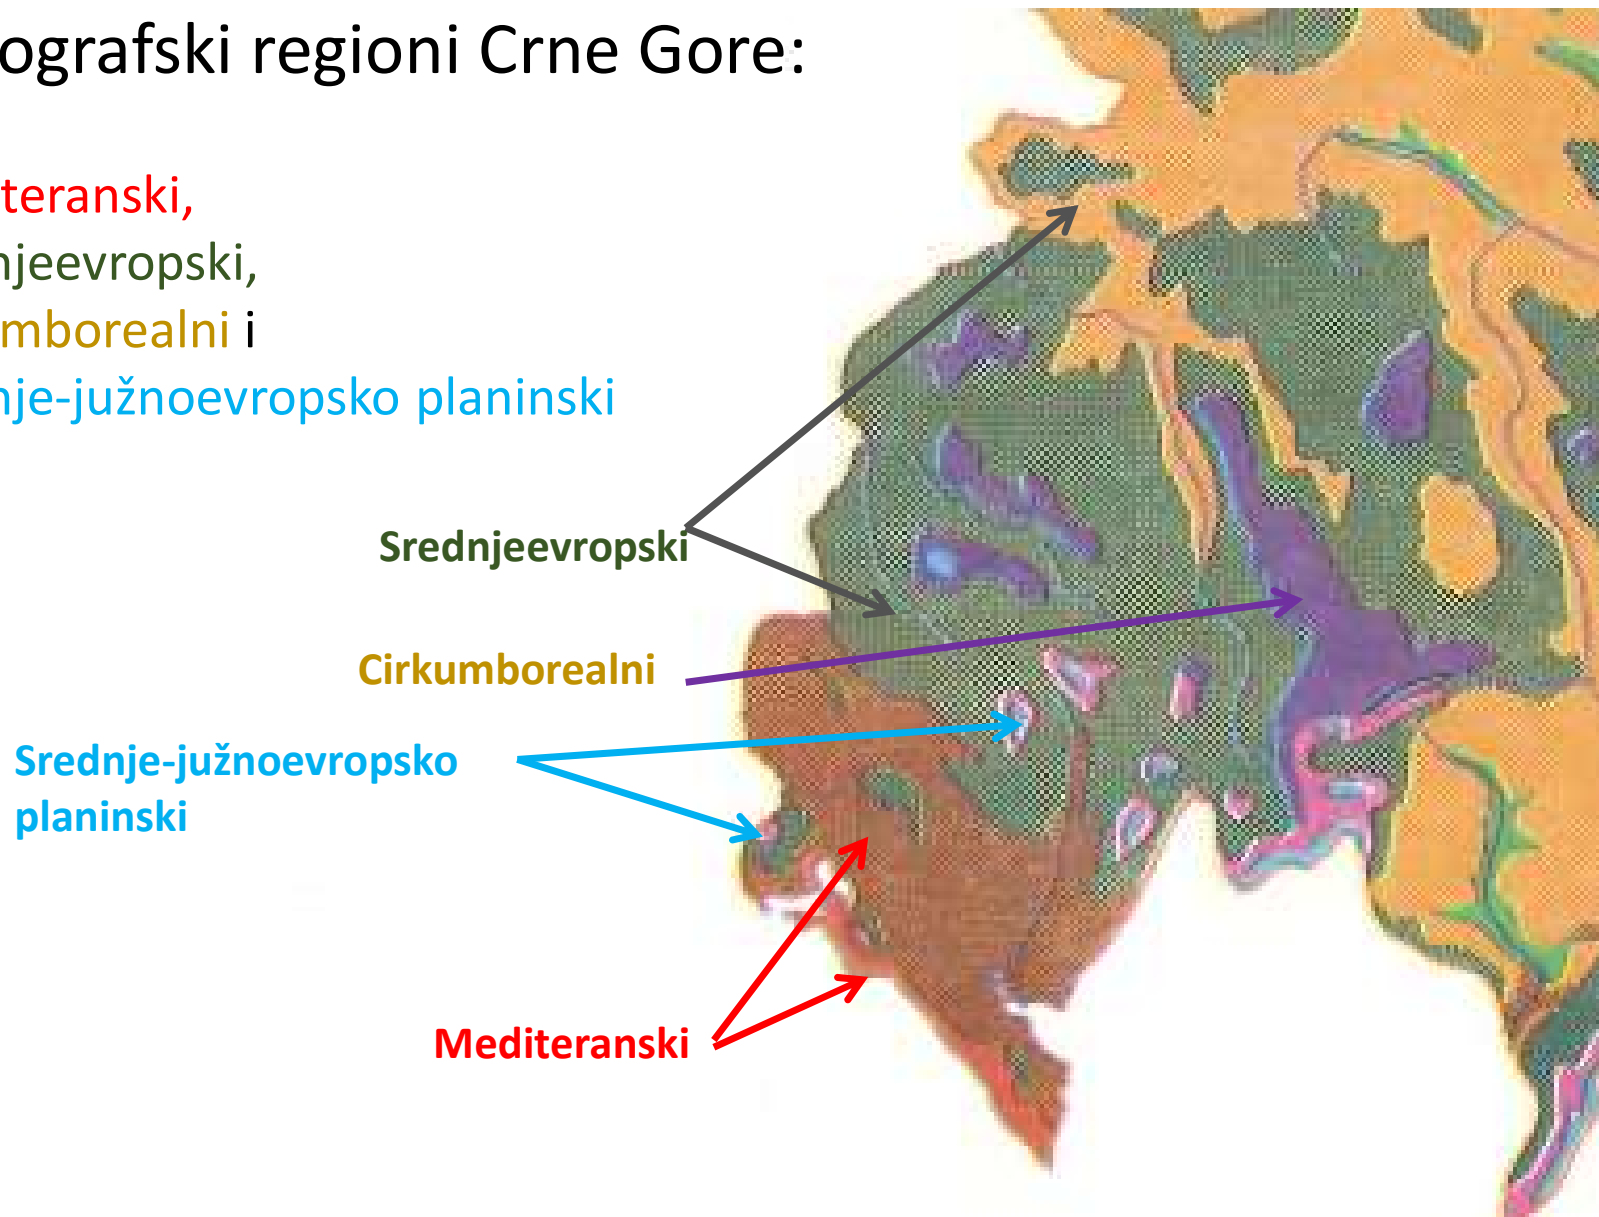 ografski regioni Crne Gore:
teranski,
njeevropski,
mborealni i
nje-južnoevropsko planinski
Srednjeevropski
Cirkumborealni
Srednje-južnoevropsko
planinski
Mediteranski